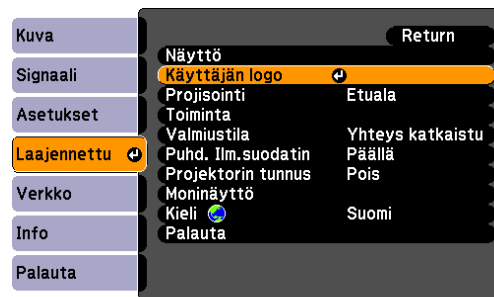 Kuva
Signaali
Asetukset
Laajennettu
Verkko
Info
Palauta
Return
Näyttö
Käyttäjän logo
Projisointi Etuala
Toiminta
Valmiustila Yhteys katkaistu
Puhd. Ilm.suodatin Päällä
Projektorin tunnus Pois
Moninäyttö
Kieli Suomi
Palauta